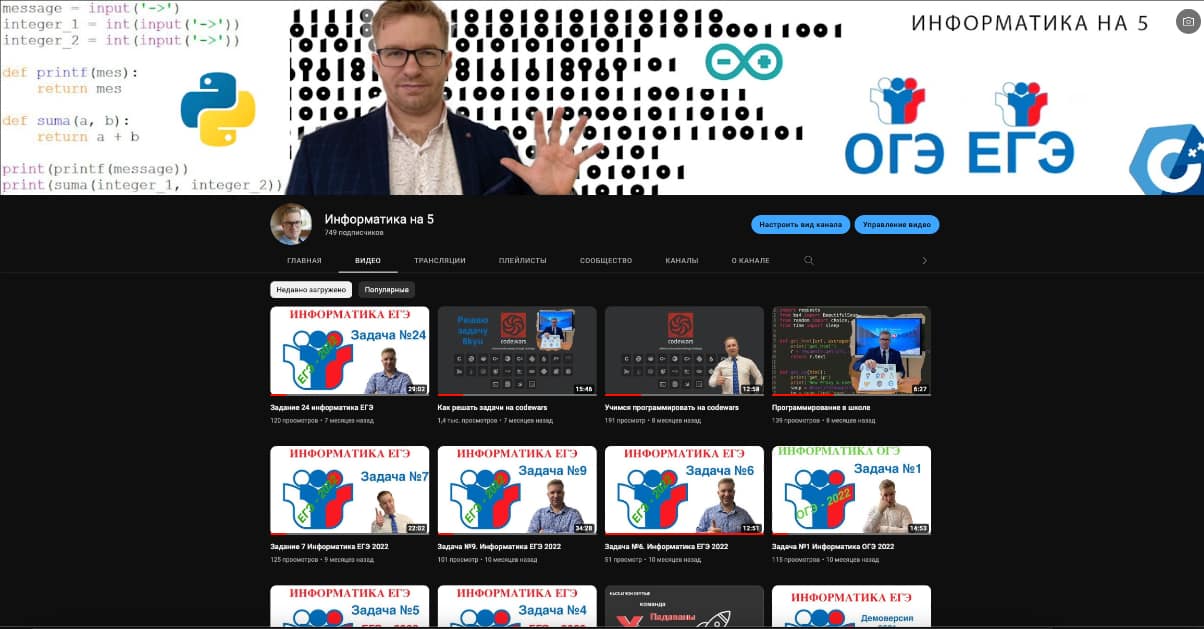 message = input('->')
integer_1 = int(input('->'))
integer_2 = int(input('->'))
def printf(mes):
return mes
def suma(a, b):
return a + b
print(printf(message))
print(suma(integer_1, integer_2))
ИНФОРМАТИКА НА 5
ОГЭ ЕГЭ
Информатика на 5
749 подписчиков
Настроить вид канала
Управление видео
ГЛАВНАЯ ВИДЕО ТРАНСЛЯЦИИ ПЛЕЙЛИСТЫ СООБЩЕСТВО КАНАЛЫ О КАНАЛЕ
Недавно загружено Популярные
ИНФОРМАТИКА ЕГЭ
Задача №24
29:02
Задание 24 информатика ЕГЭ
120 просмотров • 7 месяцев назад
Решаю
задачу
8kyu
codewars
15:46
Как решать задачи на codewars
1,4 тыс. просмотров • 7 месяцев назад
codewars
12:58
Учимся программировать на codewars
191 просмотр • 8 месяцев назад
6:27
Программирование в школе
139 просмотров • 8 месяцев назад
ИНФОРМАТИКА ЕГЭ
Задача №7
22:02
Задание 7 Информатика ЕГЭ 2022
125 просмотров • 9 месяцев назад
ИНФОРМАТИКА ЕГЭ
Задача №9
34:28
Задача №9. Информатика ЕГЭ 2022
101 просмотр • 10 месяцев назад
ИНФОРМАТИКА ЕГЭ
Задача №6
12:51
Задача №6. Информатика ЕГЭ 2022
51 просмотр • 10 месяцев назад
ИНФОРМАТИКА ОГЭ
Задача №1
ОГЭ - 2022
14:53
Задача №1 Информатика ОГЭ 2022
115 просмотров • 10 месяцев назад
ИНФОРМАТИКА ЕГЭ
Задача №5
ИНФОРМАТИКА ЕГЭ
Задача №4
команда
Падаваны
ИНФОРМАТИКА ЕГЭ
Демоверсия